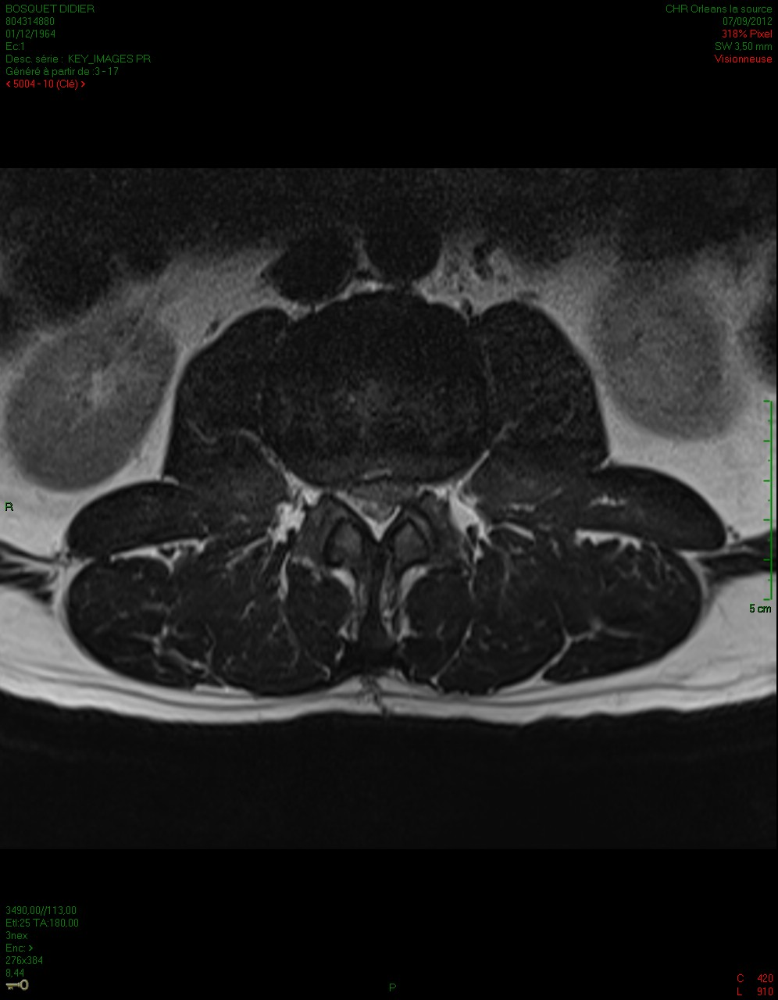 BOSQUET DIDIER
804314880
01/12/1964
Ec:1
Desc. série : KEY_IMAGES PR
Généré à partir de :3 - 17
< 5004 - 10 (Clé) >
CHR Orleans la source
07/09/2012
318% Pixel
SW 3,50 mm
Visionneuse
R
5 cm
3490,00//113,00
Etl:25 TA:180,00
3nex
Enc: >
276x384
8,44
P
C 420
L 910